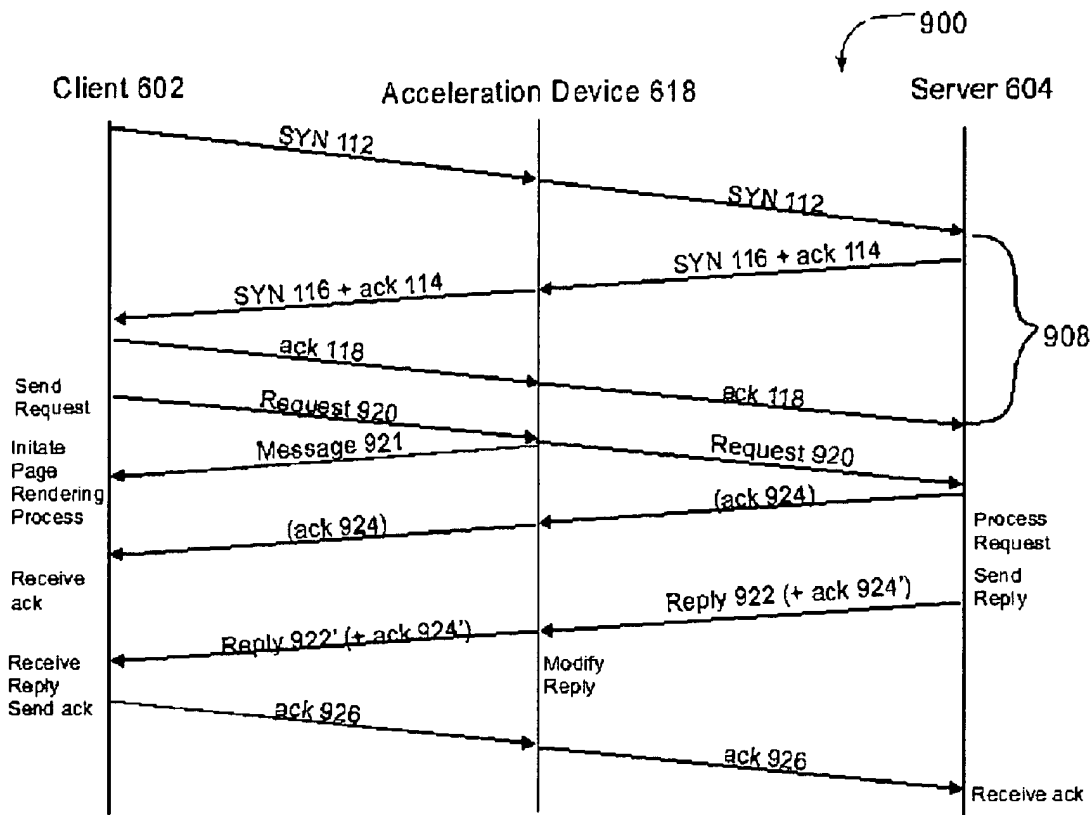 900
Client 602
Acceleration Device 618
Server 604
SYN 112
SYN 112
SYN 116 + ack 114
SYN 116 + ack 114
908
ack 118
ack 118
Send
Request
Request 920
Message 921
Request 920
Initate
Page
Rendering
Process
(ack 924)
(ack 924)
Process
Request
Receive
ack
Send
Reply
Reply 922 (+ ack 924')
Reply 922' (+ ack 924')
Receive
Reply
Send ack
Modify
Reply
ack 926
ack 926
Receive ack